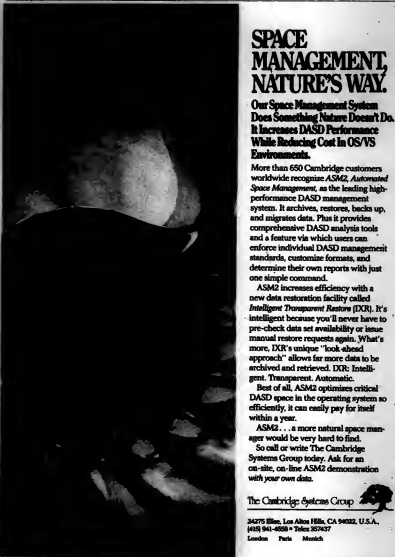 SPACE
MANAGEMENT,
NATURE'S WAY.
Our Space Management System
Does Something Nature Doesn't Do.
It Increases DASD Performance
While Reducing Cost In OS/VS
Environments.
More than 650 Cambridge customers
worldwide recognize ASM2, Automated
Space Management, as the leading high-
performance DASD management
system. It archives, restores, backs up,
and migrates data. Plus it provides
comprehensive DASD analysis tools
and a feature via which users can
enforce individual DASD management
standards, customize formats, and
determine their own reports with just
one simple command.
ASM2 increases efficiency with a
new data restoration facility called
Intelligent Transparent Restore (IXR). It's
intelligent because you'll never have to
pre-check data set availability or issue
manual restore requests again. What's
more, IXR's unique "look-ahead
approach" allows far more data to be
archived and retrieved. IXR: Intelli-
gent. Transparent. Automatic.
Best of all, ASM2 optimizes critical
DASD space in the operating system so
efficiently, it can easily pay for itself
within a year.
ASM2...a more natural space man-
ager would be very hard to find.
So call or write The Cambridge
Systems Group today. Ask for an
on-site, on-line ASM2 demonstration
with your own data.
The Cambridge Systems Group
24275 Elise, Los Altos Hills, CA 94022, U.S.A.,
(415) 941-4558 • Telex 357437
London Paris Munich